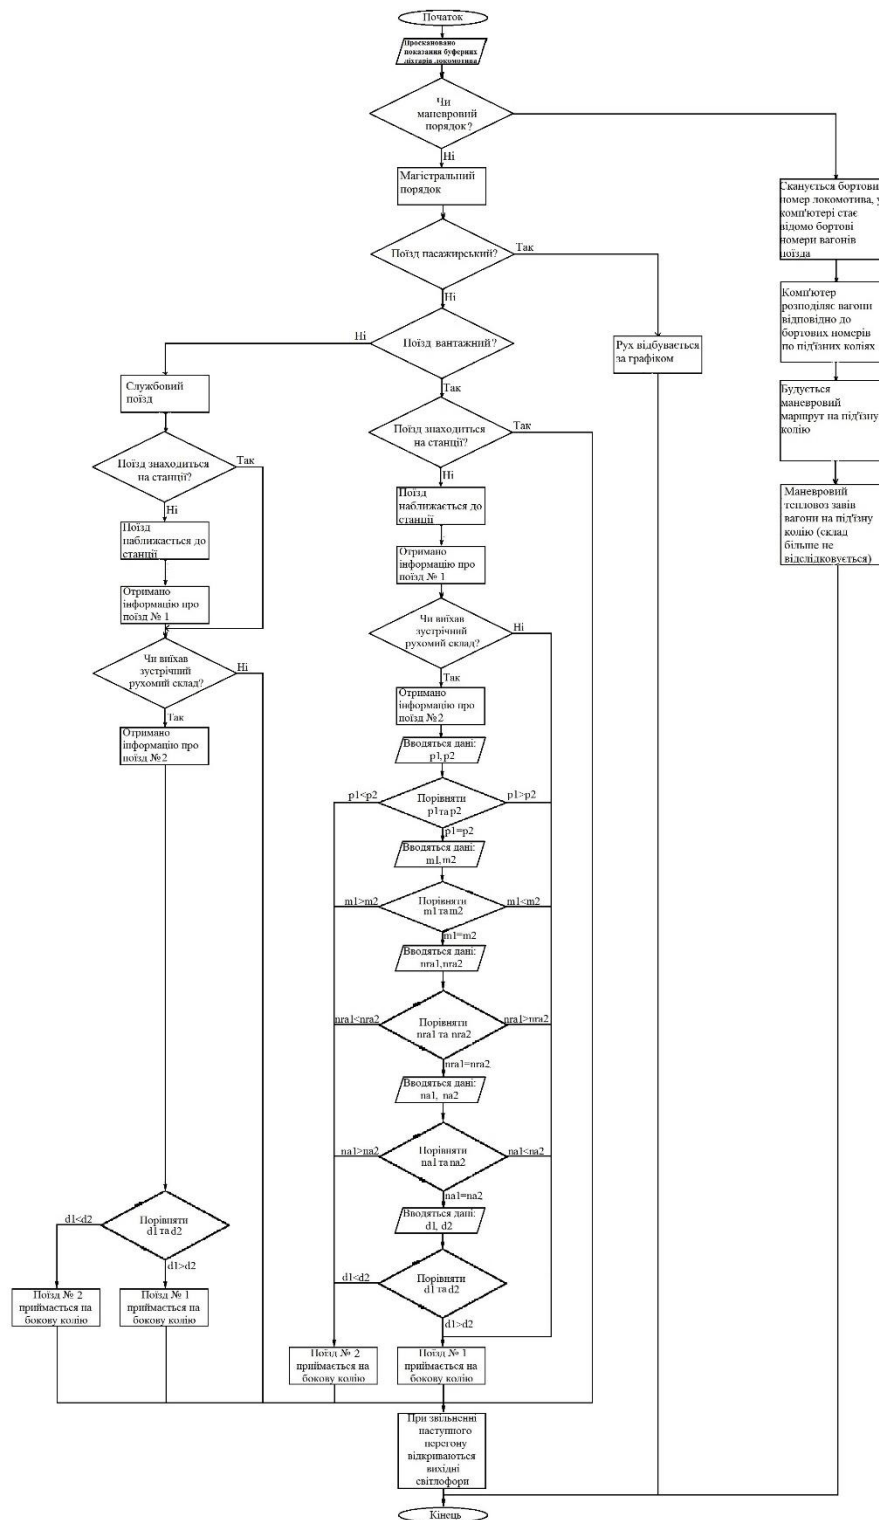 Початок
Проскановано
показання буферних
ліхтарів локомотива
Чи
маневровий
порядок?
Ні
Магістральний
порядок
Сканується бортовий
номер локомотива, у
комп'ютері стає
відомо бортові
номери вагонів
поїзда
Поїзд пасажирський?
Так
Ні
Комп'ютер
розподіляє вагони
відповідно до
бортових номерів
по під'їзних коліях
Поїзд вантажний?
Ні
Так
Рух відбувається
за графіком
Службовий
поїзд
Будується
маневровий
маршрут на під'їзну
колію
Поїзд знаходиться
на станції?
Так
Ні
Поїзд знаходиться
на станції?
Так
Ні
Маневровий
тепловоз завів
вагони на під'їзну
колію (склад
більше не
відслідковується)
Поїзд
наближається до
станції
Поїзд
наближається до
станції
Отримано
інформацію про
поїзд № 1
Отримано
інформацію про
поїзд № 1
Чи виїхав
зустрічний
рухомий склад?
Ні
Так
Чи виїхав
зустрічний
рухомий склад?
Ні
Так
Отримано
інформацію про
поїзд №2
Отримано
інформацію про
поїзд №2
Вводяться дані:
p1,p2
p1<p2
Порівняти
p1 та p2
p1>p2
p1=p2
Вводяться дані:
m1,m2
m1>m2
Порівняти
m1 та m2
m1<m2
m1=m2
Вводяться дані:
nra1,nra2
nra1<nra2
Порівняти
nra1 та nra2
nra1>nra2
nra1=nra2
Вводяться дані:
na1, na2
na1>na2
Порівняти
na1 та na2
na1<na2
na1=na2
Вводяться дані:
d1, d2
d1<d2
Порівняти
d1 та d2
d1>d2
d1<d2
Порівняти
d1 та d2
d1>d2
Поїзд № 2
приймається на
бокову колію
Поїзд № 1
приймається на
бокову колію
Поїзд № 2
приймається на
бокову колію
Поїзд № 1
приймається на
бокову колію
При звільненні
наступного
перегону
відкриваються
вихідні
світлофори
Кінець